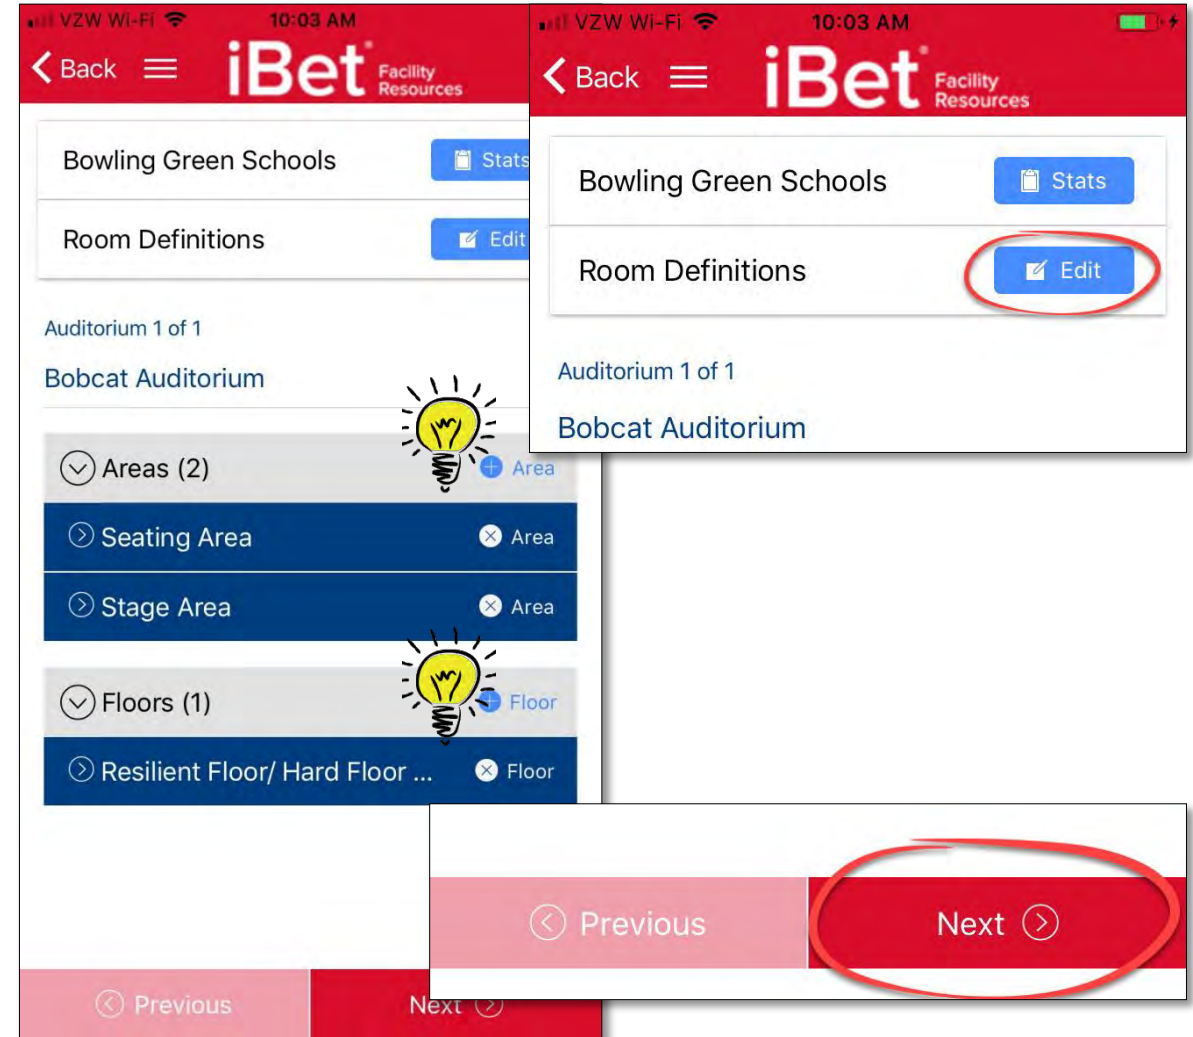 VZW Wi-Fi 10:03 AM
Back iBet Facility Resources
Bowling Green Schools Stats
Room Definitions Edit
Auditorium 1 of 1
Bobcat Auditorium
Areas (2) Area
Seating Area Area
Stage Area Area
Floors (1) Floor
Resilient Floor/ Hard Floor ... Floor
Previous Next
VZW Wi-Fi 10:03 AM
Back iBet Facility Resources
Bowling Green Schools Stats
Room Definitions Edit
Auditorium 1 of 1
Bobcat Auditorium
Previous Next